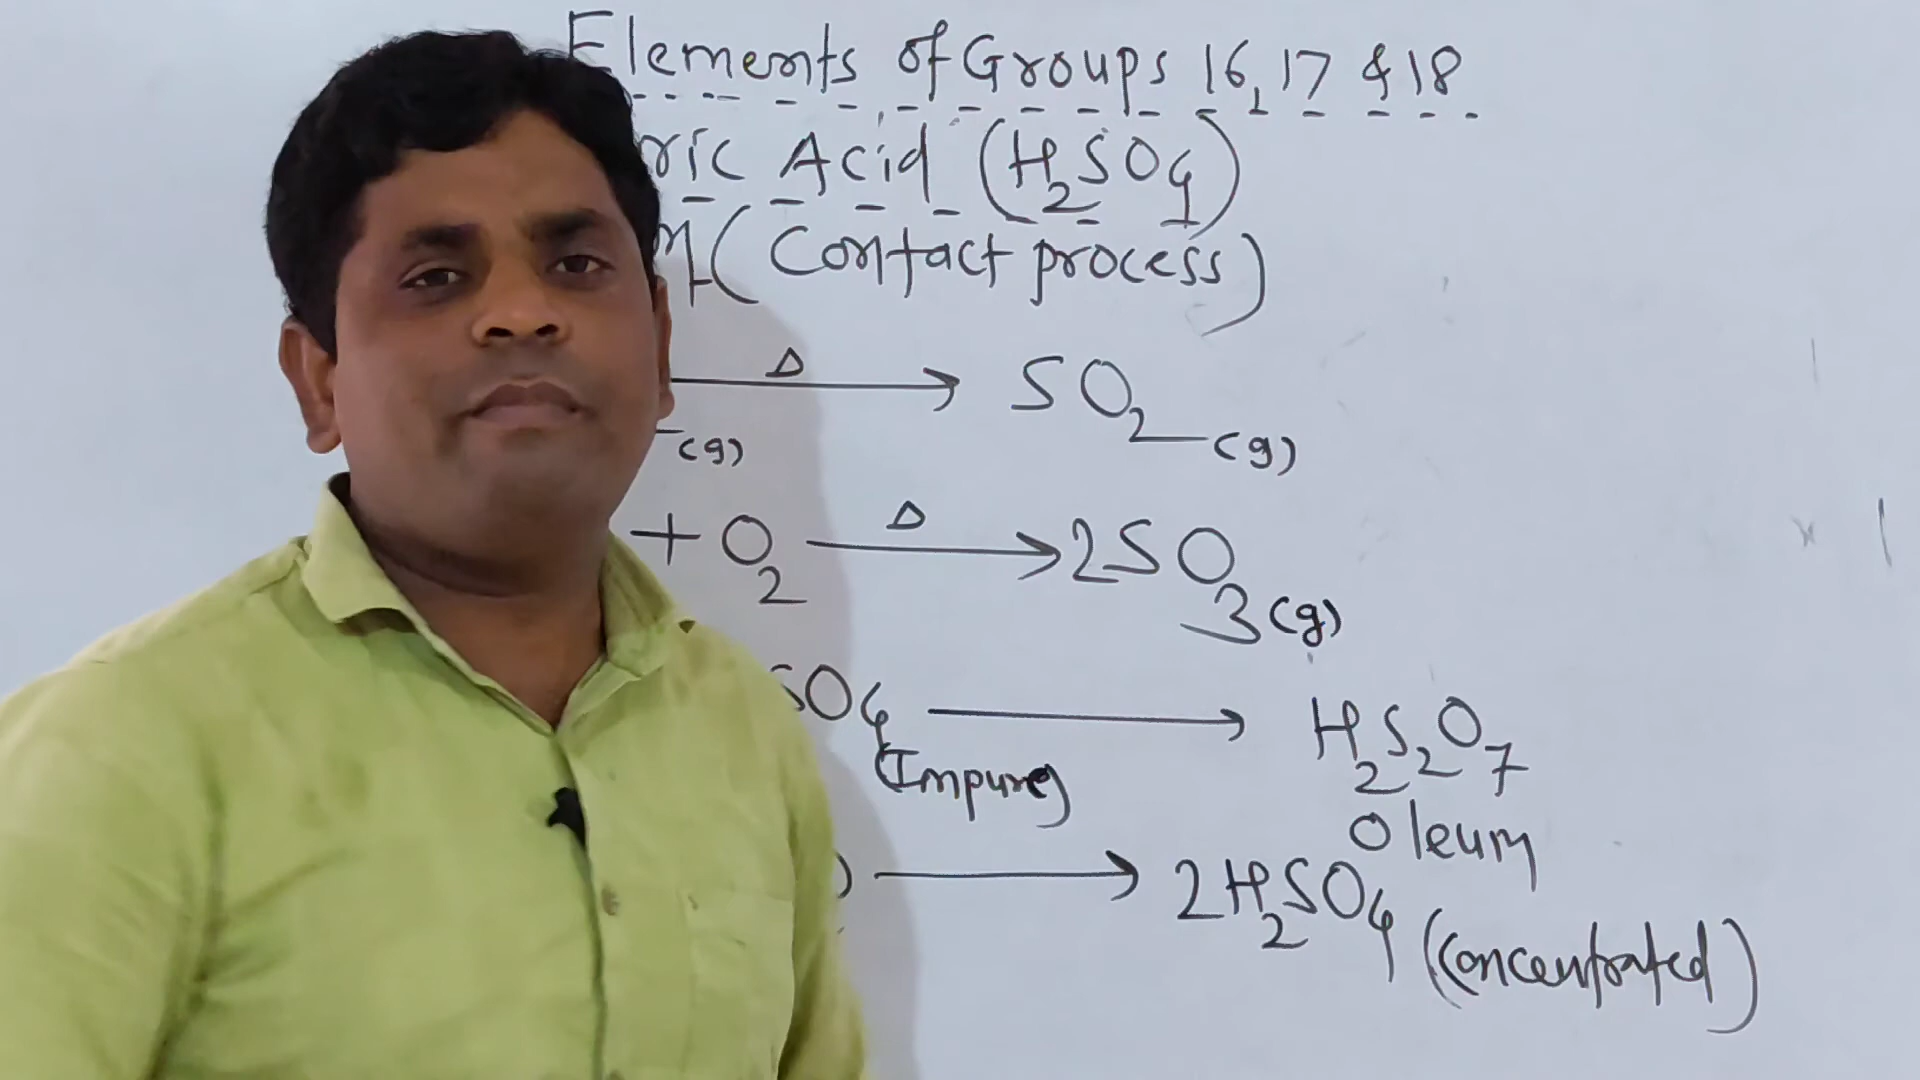 Elements of Groups 16, 17 & 18
ric Acid (H2SO4)
(Contact process)
Δ → SO2(g)
(g)
+ O2 Δ → 2SO3(g)
SO4 → H2S2O7
(Impure) Oleum
→ 2H2SO4 (Concentrated)